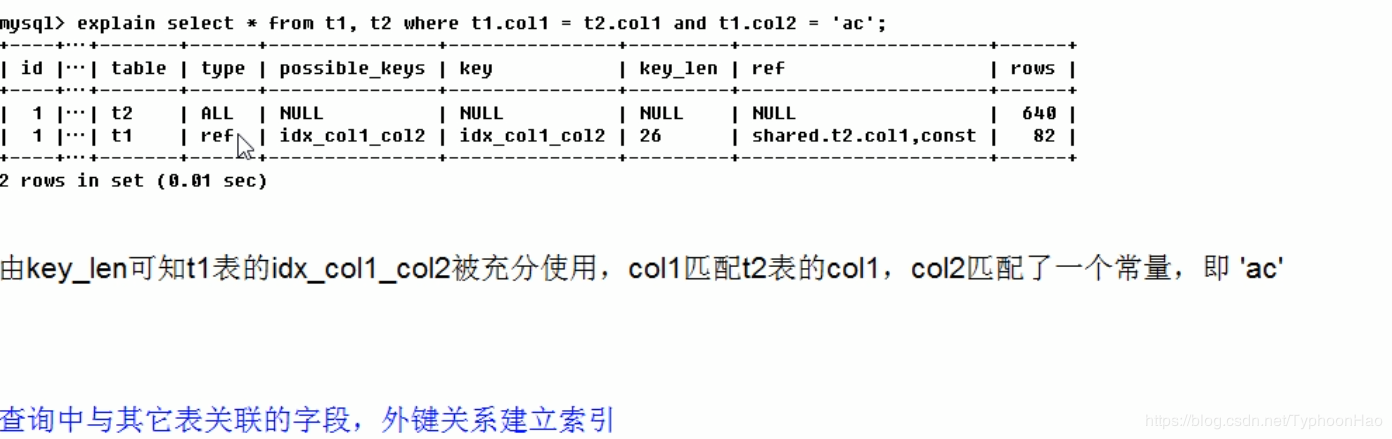 mysql> explain select * from t1, t2 where t1.col1 = t2.col1 and t1.col2 = 'ac';
+----+...+-------+------+---------------+---------------+---------+----------------------+------+
| id |...| table | type | possible_keys | key | key_len | ref | rows |
+----+...+-------+------+---------------+---------------+---------+----------------------+------+
| 1 |...| t2 | ALL | NULL | NULL | NULL | NULL | 640 |
| 1 |...| t1 | ref | idx_col1_col2 | idx_col1_col2 | 26 | shared.t2.col1,const | 82 |
+----+...+-------+------+---------------+---------------+---------+----------------------+------+
2 rows in set (0.01 sec)
由key_len可知t1表的idx_col1_col2被充分使用，col1匹配t2表的col1，col2匹配了一个常量，即 'ac'
查询中与其它表关联的字段，外键关系建立索引
https://blog.csdn.net/TyphoonHao